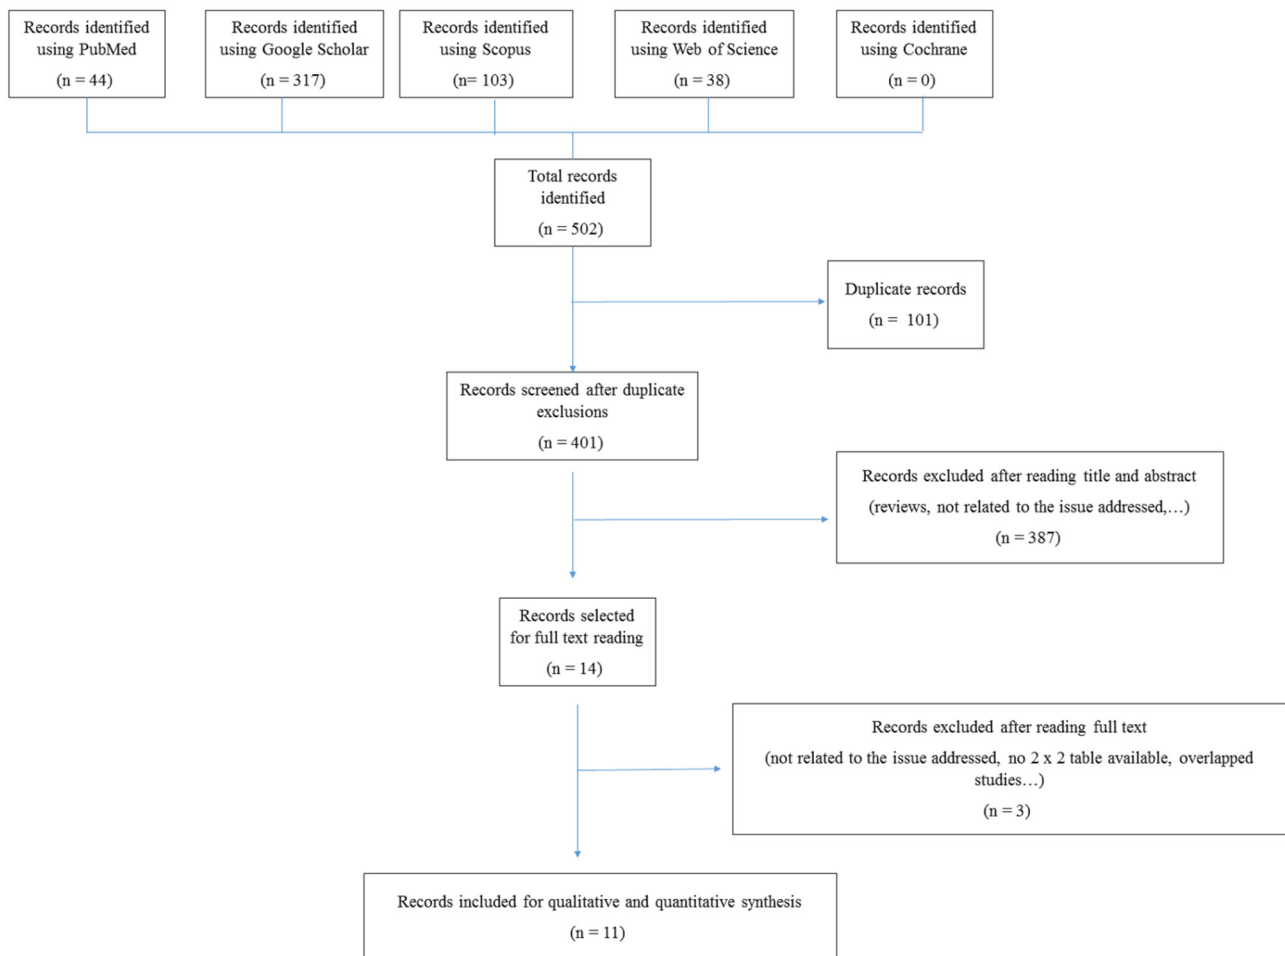 Records identified
using PubMed
(n = 44)
Records identified
using Google Scholar
(n = 317)
Records identified
using Scopus
(n= 103)
Records identified
using Web of Science
(n = 38)
Records identified
using Cochrane
(n = 0)
Total records
identified
(n = 502)
Duplicate records
(n =  101)
Records screened after duplicate
exclusions
(n = 401)
Records excluded after reading title and abstract
(reviews, not related to the issue addressed,…)
(n = 387)
Records selected
for full text reading
(n = 14)
Records excluded after reading full text
(not related to the issue addressed, no 2 x 2 table available, overlapped
studies…)
(n = 3)
Records included for qualitative and quantitative synthesis
(n = 11)